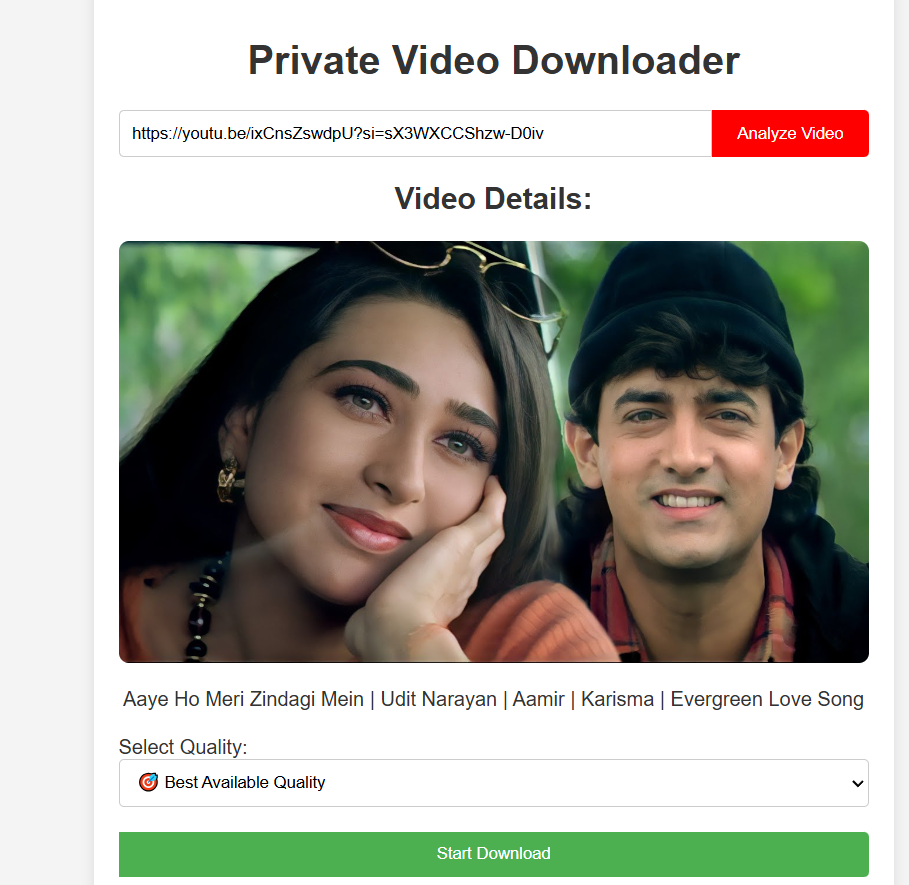 Private Video Downloader
https://youtu.be/ixCnsZswdpU?si=sX3WXCCShzw-D0iv
Analyze Video
Video Details:
Aaye Ho Meri Zindagi Mein | Udit Narayan | Aamir | Karisma | Evergreen Love Song
Select Quality:
🎯 Best Available Quality
Start Download